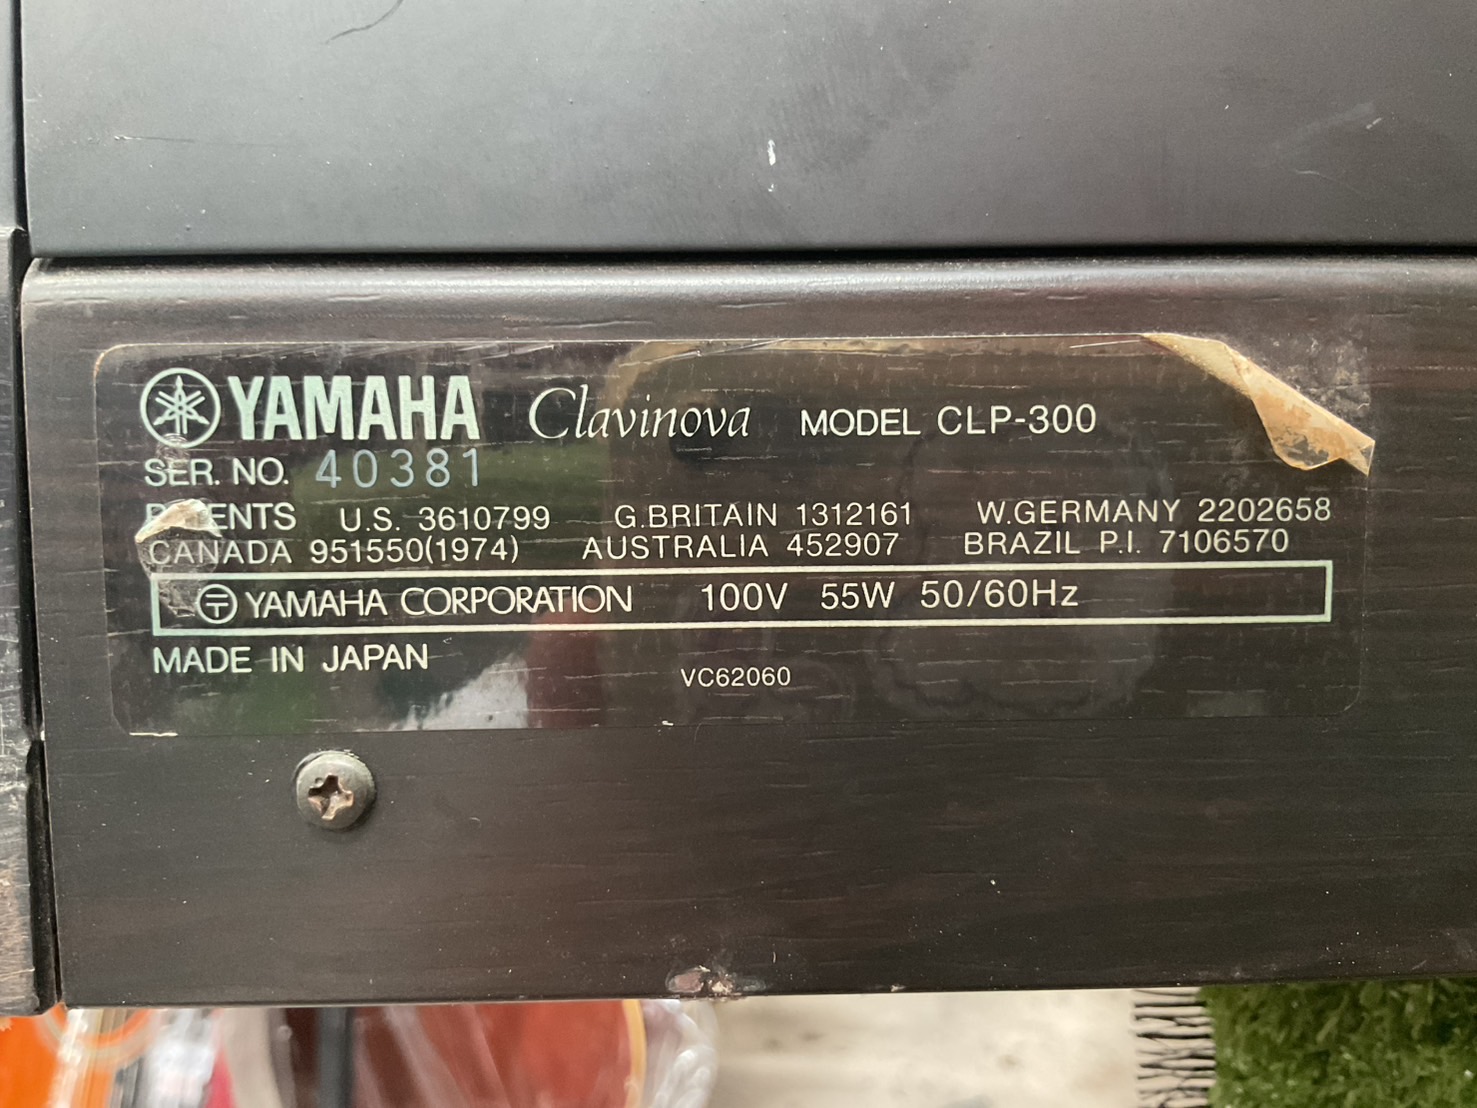 YAMAHA Clavinova MODEL CLP-300
SER. NO. 40381
PATENTS U.S. 3610799 G.BRITAIN 1312161 W.GERMANY 2202658
CANADA 951550(1974) AUSTRALIA 452907 BRAZIL P.I. 7106570
〒 YAMAHA CORPORATION 100V 55W 50/60Hz
MADE IN JAPAN
VC62060